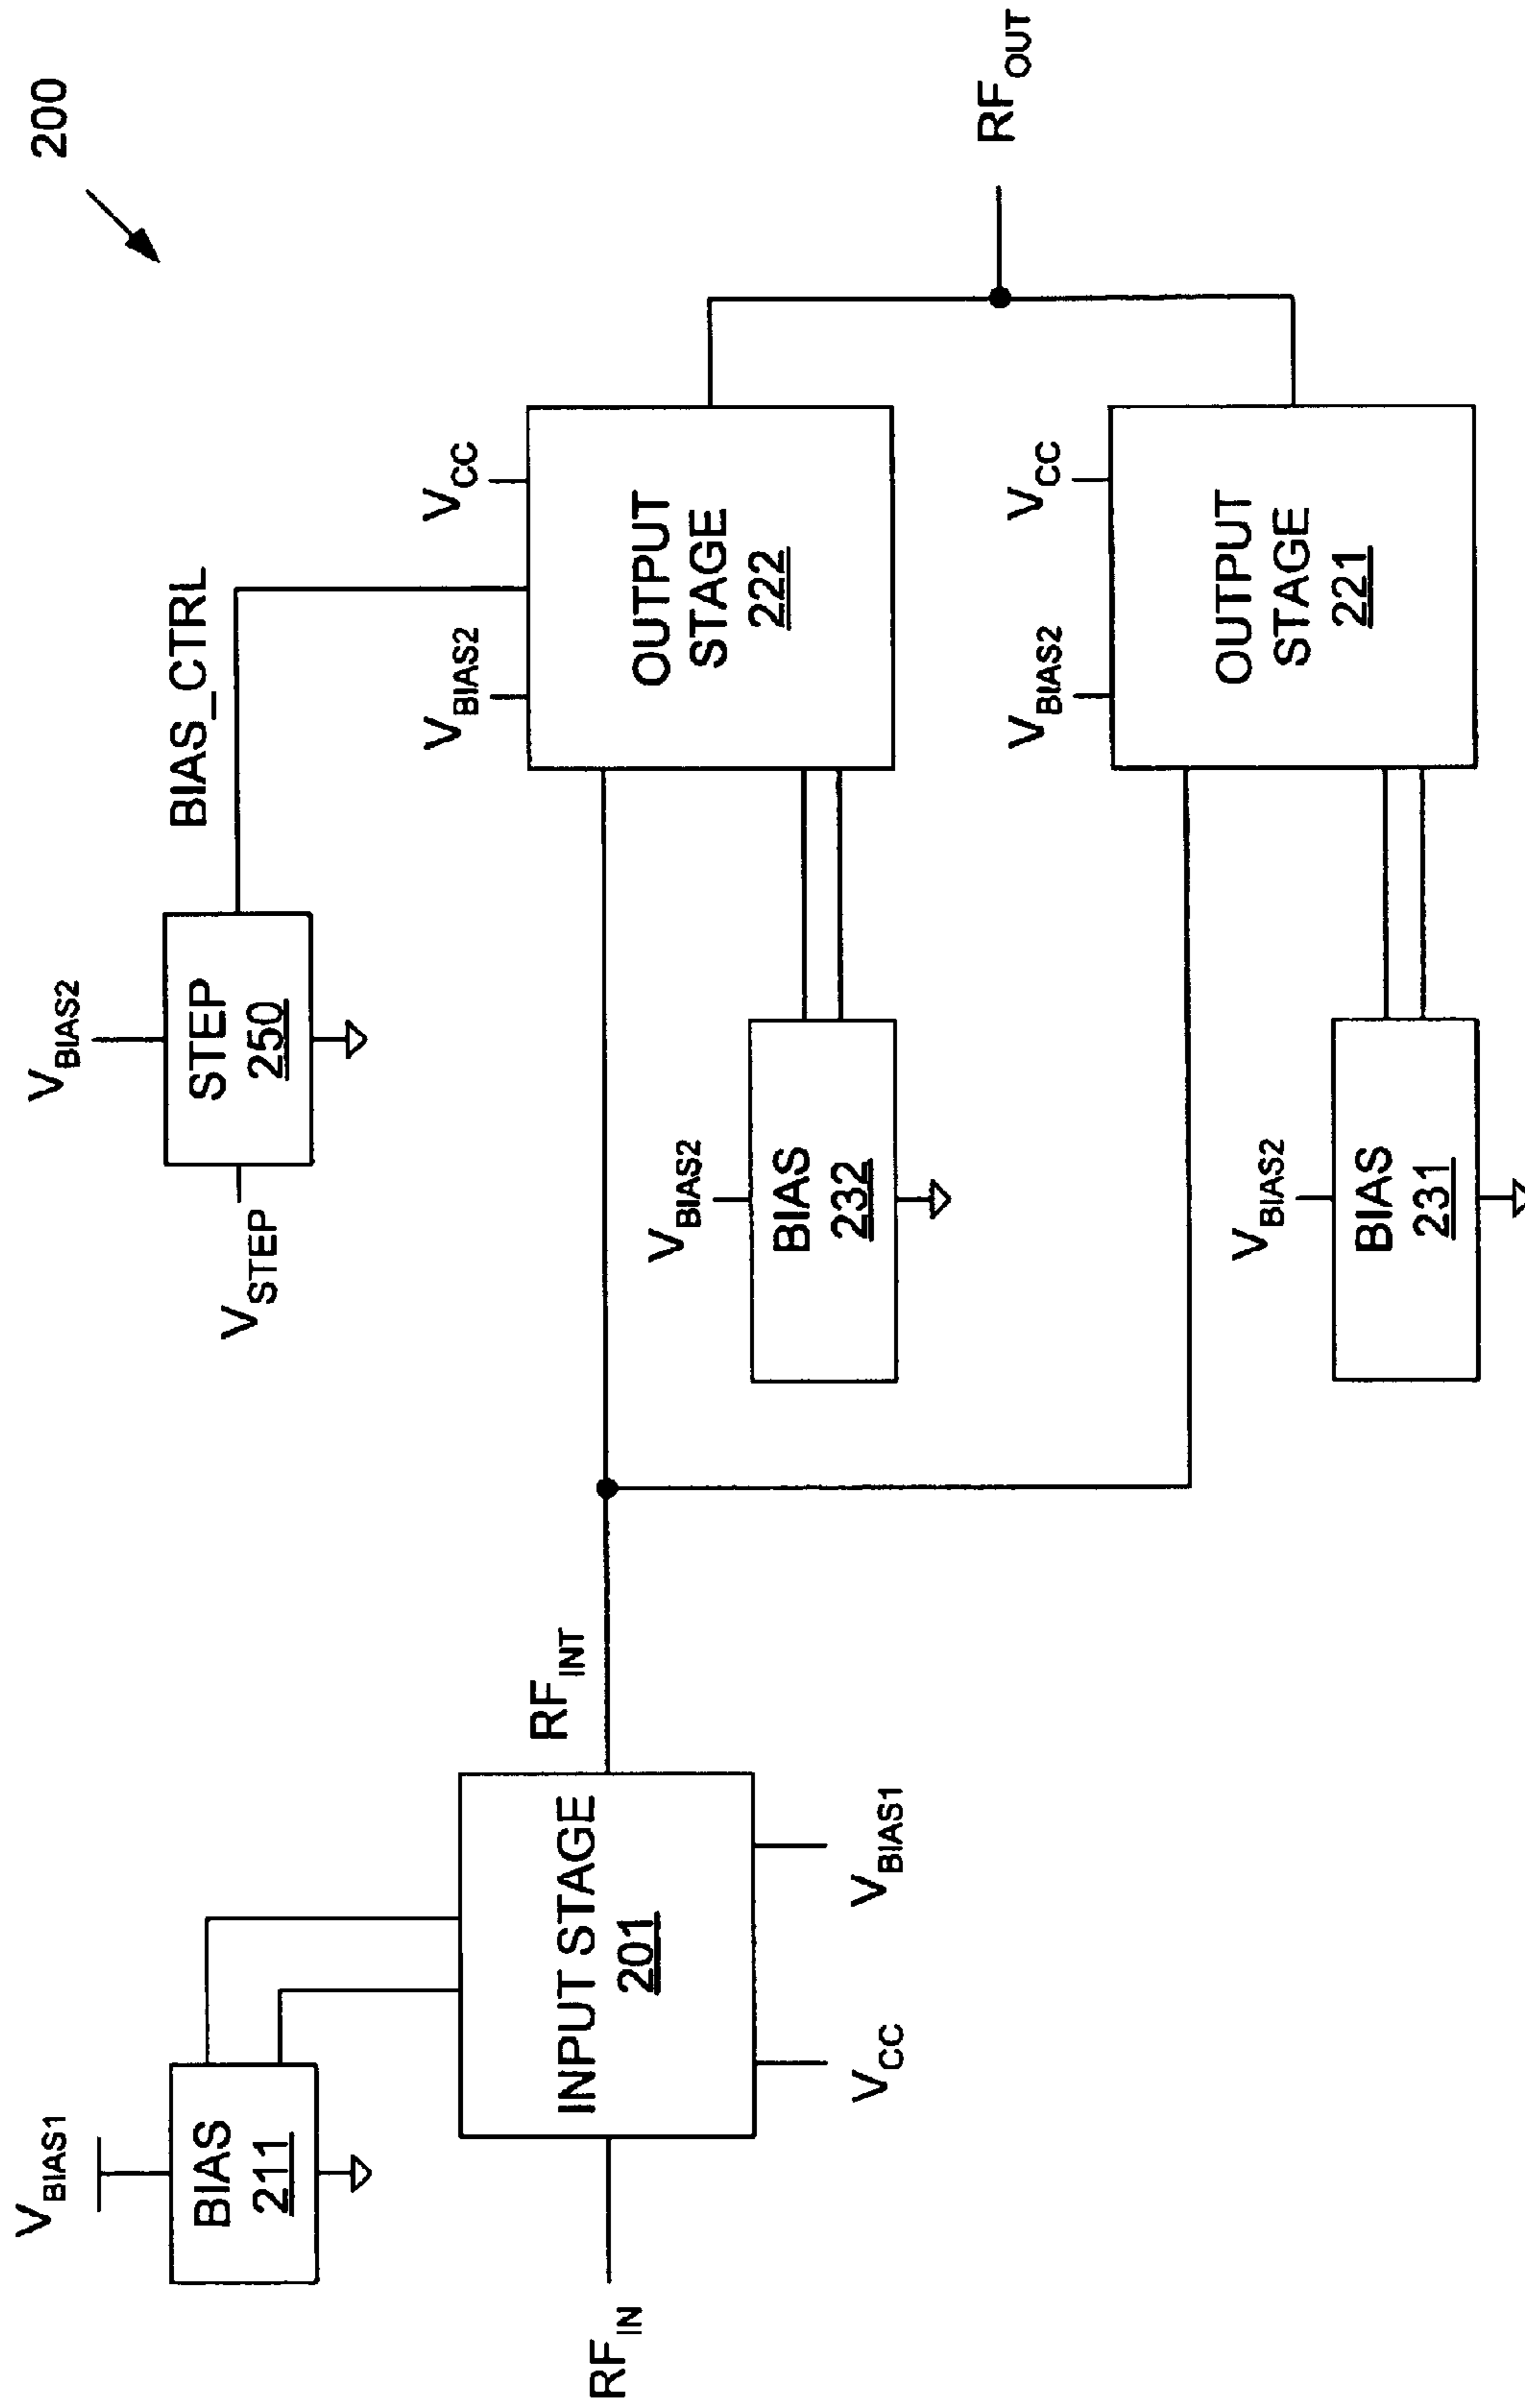 200
V_BIAS1
BIAS
211
RF_IN
INPUT STAGE
201
V_CC
V_BIAS1
RF_INT
V_STEP
V_BIAS2
STEP
250
BIAS_CTRL
V_BIAS2
BIAS
232
V_BIAS2
V_CC
OUTPUT
STAGE
222
V_BIAS2
BIAS
231
V_BIAS2
V_CC
OUTPUT
STAGE
221
RF_OUT